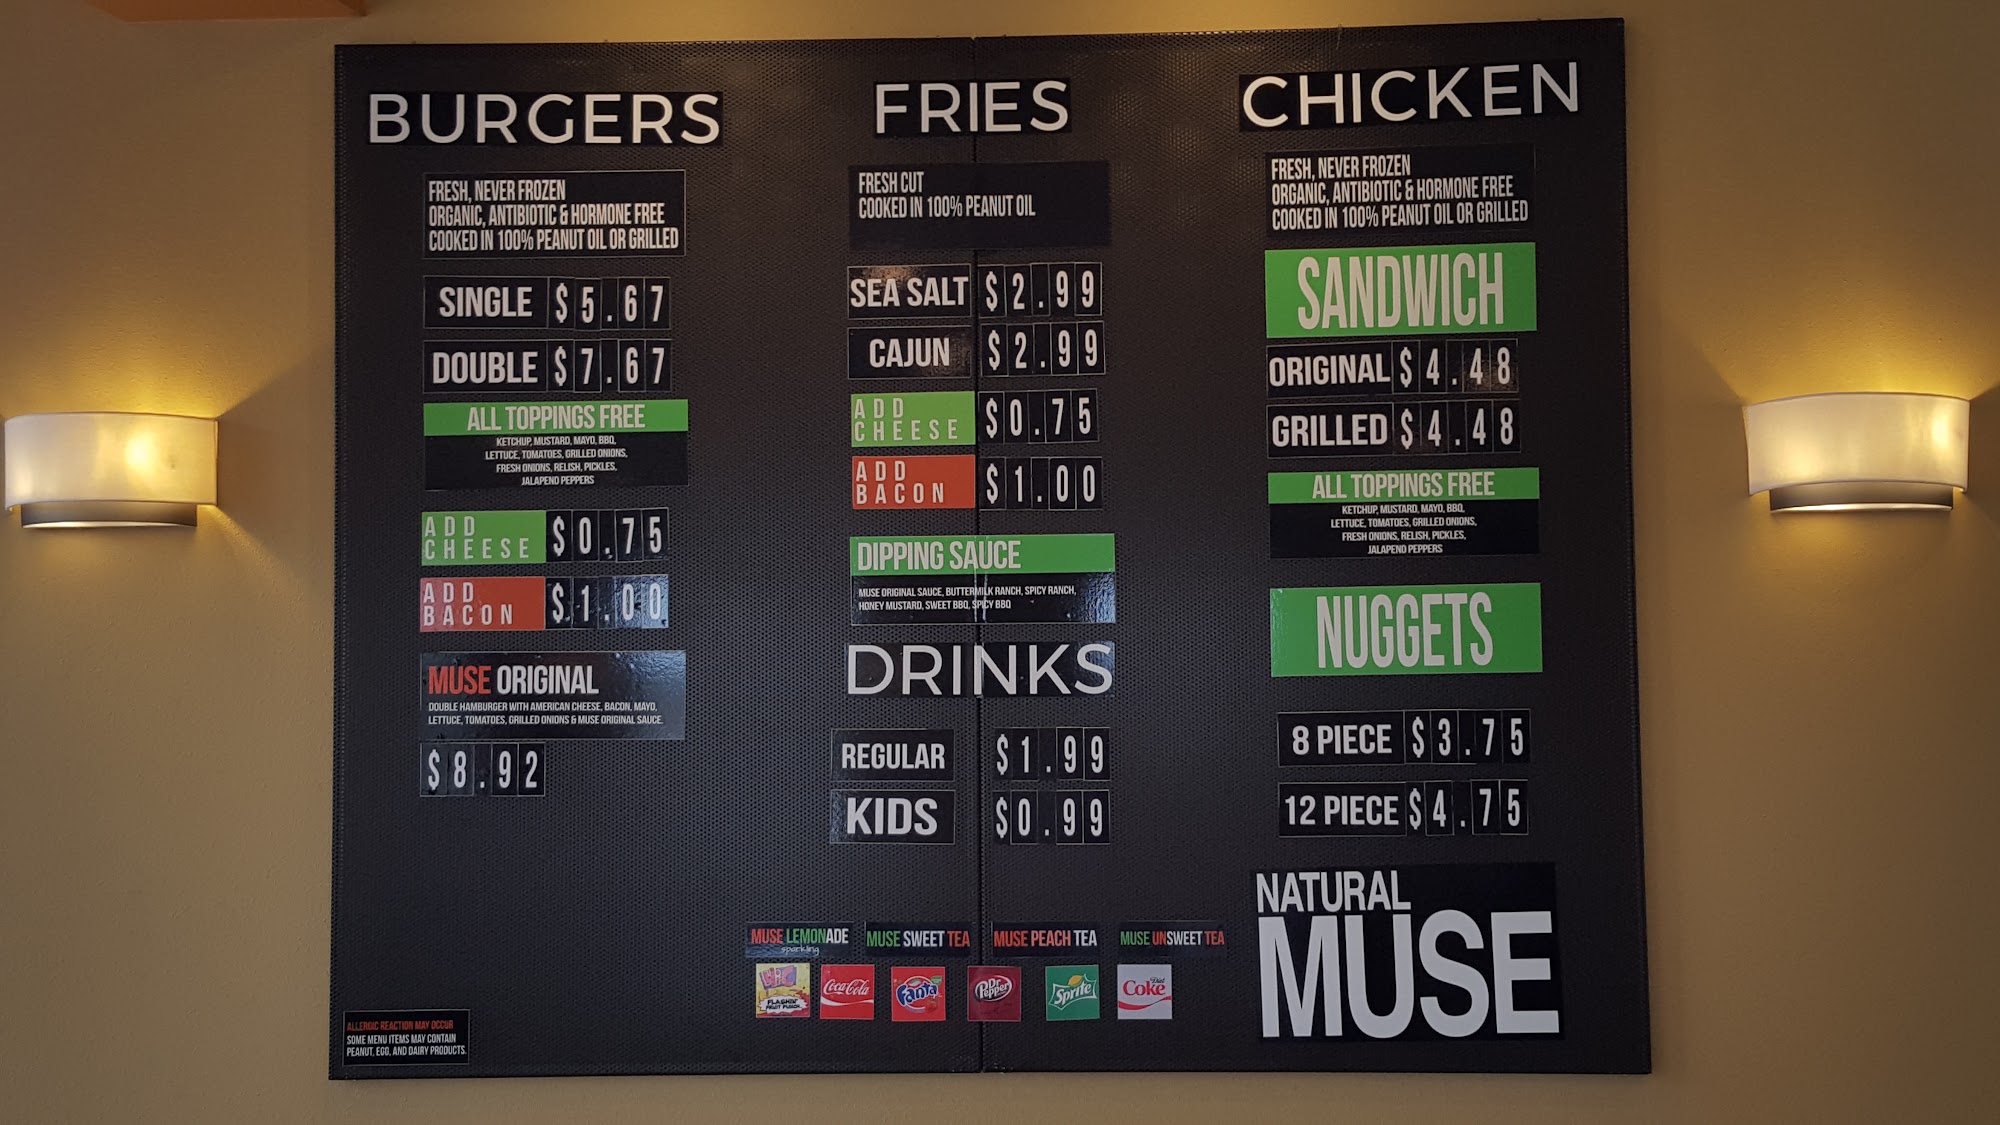 BURGERS
FRESH, NEVER FROZEN
ORGANIC, ANTIBIOTIC & HORMONE FREE
COOKED IN 100% PEANUT OIL OR GRILLED
SINGLE $5.67
DOUBLE $7.67
ALL TOPPINGS FREE
KETCHUP, MUSTARD, MAYO, BBQ,
LETTUCE, TOMATOES, GRILLED ONIONS,
FRESH ONIONS, RELISH, PICKLES,
JALAPENO PEPPERS
ADD
CHEESE $0.75
ADD
BACON $1.00
MUSE ORIGINAL
DOUBLE HAMBURGER WITH AMERICAN CHEESE, BACON, MAYO,
LETTUCE, TOMATOES, GRILLED ONIONS & MUSE ORIGINAL SAUCE.
$8.92
ALLERGIC REACTION MAY OCCUR
SOME MENU ITEMS MAY CONTAIN
PEANUT, EGG, AND DAIRY PRODUCTS.
FRIES
FRESH CUT
COOKED IN 100% PEANUT OIL
SEA SALT $2.99
CAJUN $2.99
ADD
CHEESE $0.75
ADD
BACON $1.00
DIPPING SAUCE
MUSE ORIGINAL SAUCE, BUTTERMILK RANCH, SPICY RANCH,
HONEY MUSTARD, SWEET BBQ, SPICY BBQ
DRINKS
REGULAR $1.99
KIDS $0.99
MUSE LEMONADE
sparkling
MUSE SWEET TEA
MUSE PEACH TEA
MUSE UNSWEET TEA
FLASHIN'
FRUIT PUNCH
Coca-Cola
Fanta
Dr Pepper
Sprite
Diet
Coke
CHICKEN
FRESH, NEVER FROZEN
ORGANIC, ANTIBIOTIC & HORMONE FREE
COOKED IN 100% PEANUT OIL OR GRILLED
SANDWICH
ORIGINAL $4.48
GRILLED $4.48
ALL TOPPINGS FREE
KETCHUP, MUSTARD, MAYO, BBQ,
LETTUCE, TOMATOES, GRILLED ONIONS,
FRESH ONIONS, RELISH, PICKLES,
JALAPENO PEPPERS
NUGGETS
8 PIECE $3.75
12 PIECE $4.75
NATURAL
MUSE